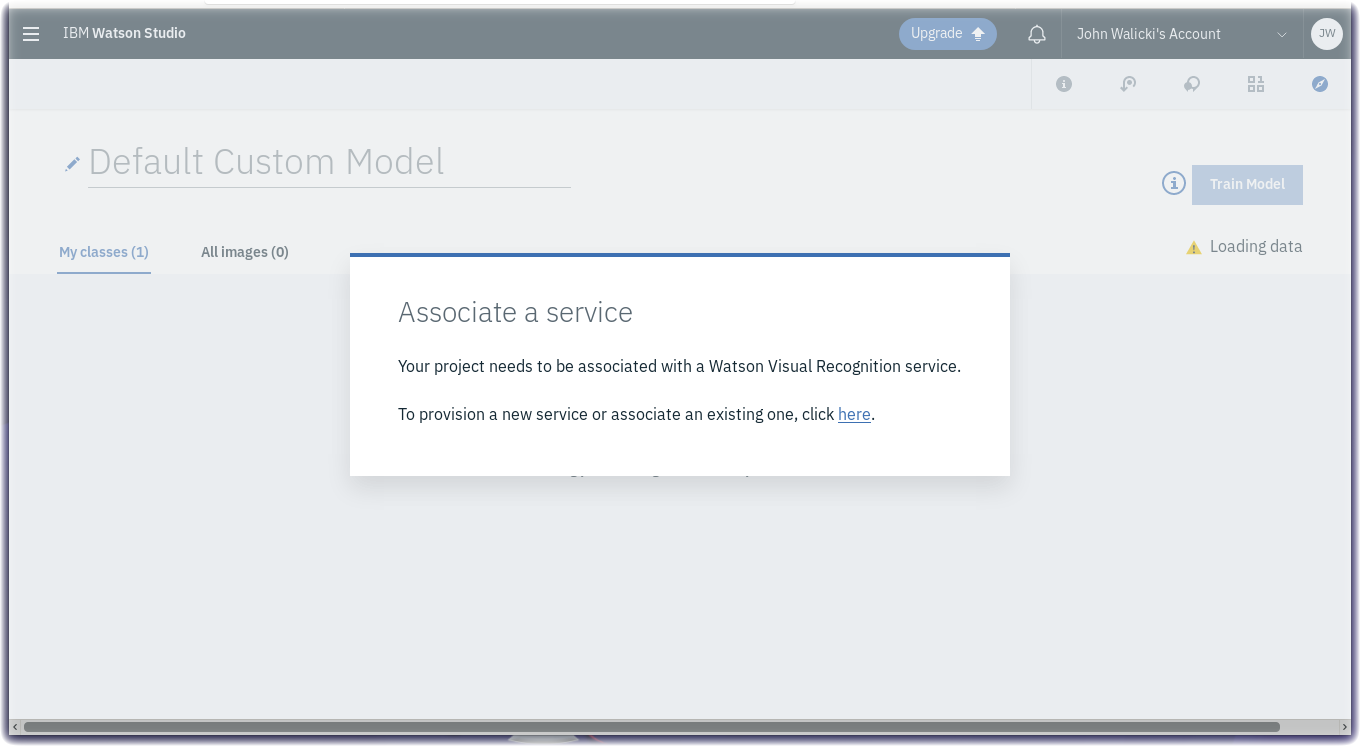 IBM Watson Studio
Upgrade
John Walicki's Account
JW
Default Custom Model
Train Model
My classes (1)
All images (0)
Loading data
Associate a service
Your project needs to be associated with a Watson Visual Recognition service.
To provision a new service or associate an existing one, click here.